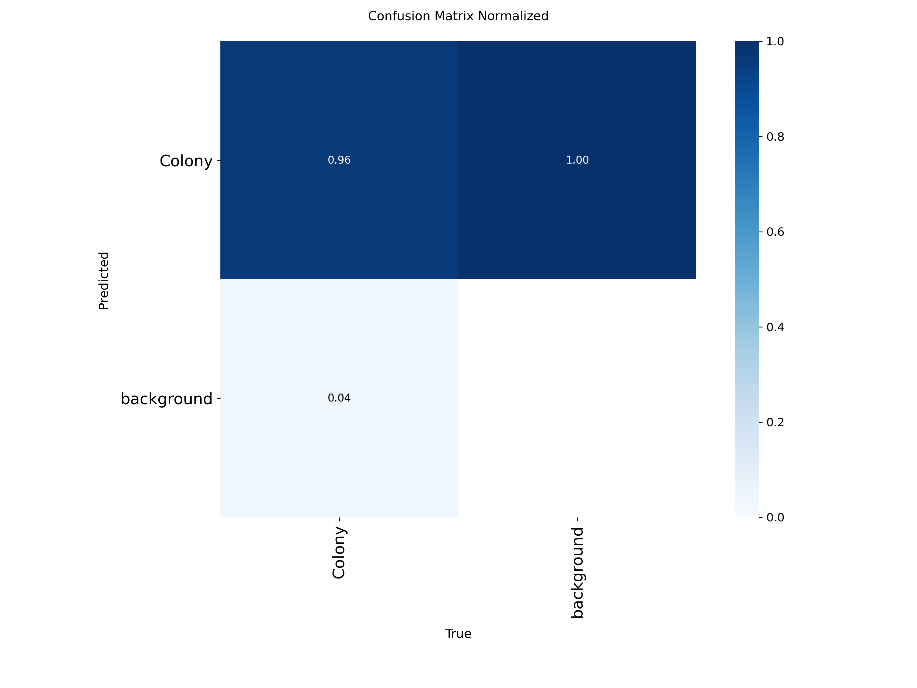 Confusion Matrix Normalized
Colony
0.96
1.00
background
0.04
Predicted
Colony
background
True
1.0
0.8
0.6
0.4
0.2
0.0